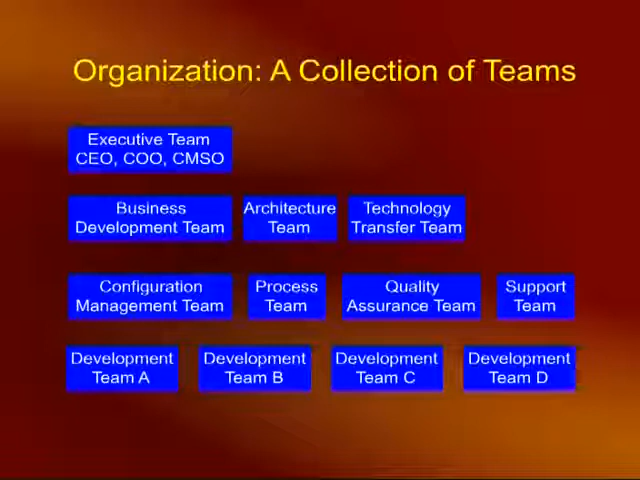 Organization: A Collection of Teams
Executive Team
CEO, COO, CMSO
Business
Development Team
Architecture
Team
Technology
Transfer Team
Configuration
Management Team
Process
Team
Quality
Assurance Team
Support
Team
Development
Team A
Development
Team B
Development
Team C
Development
Team D